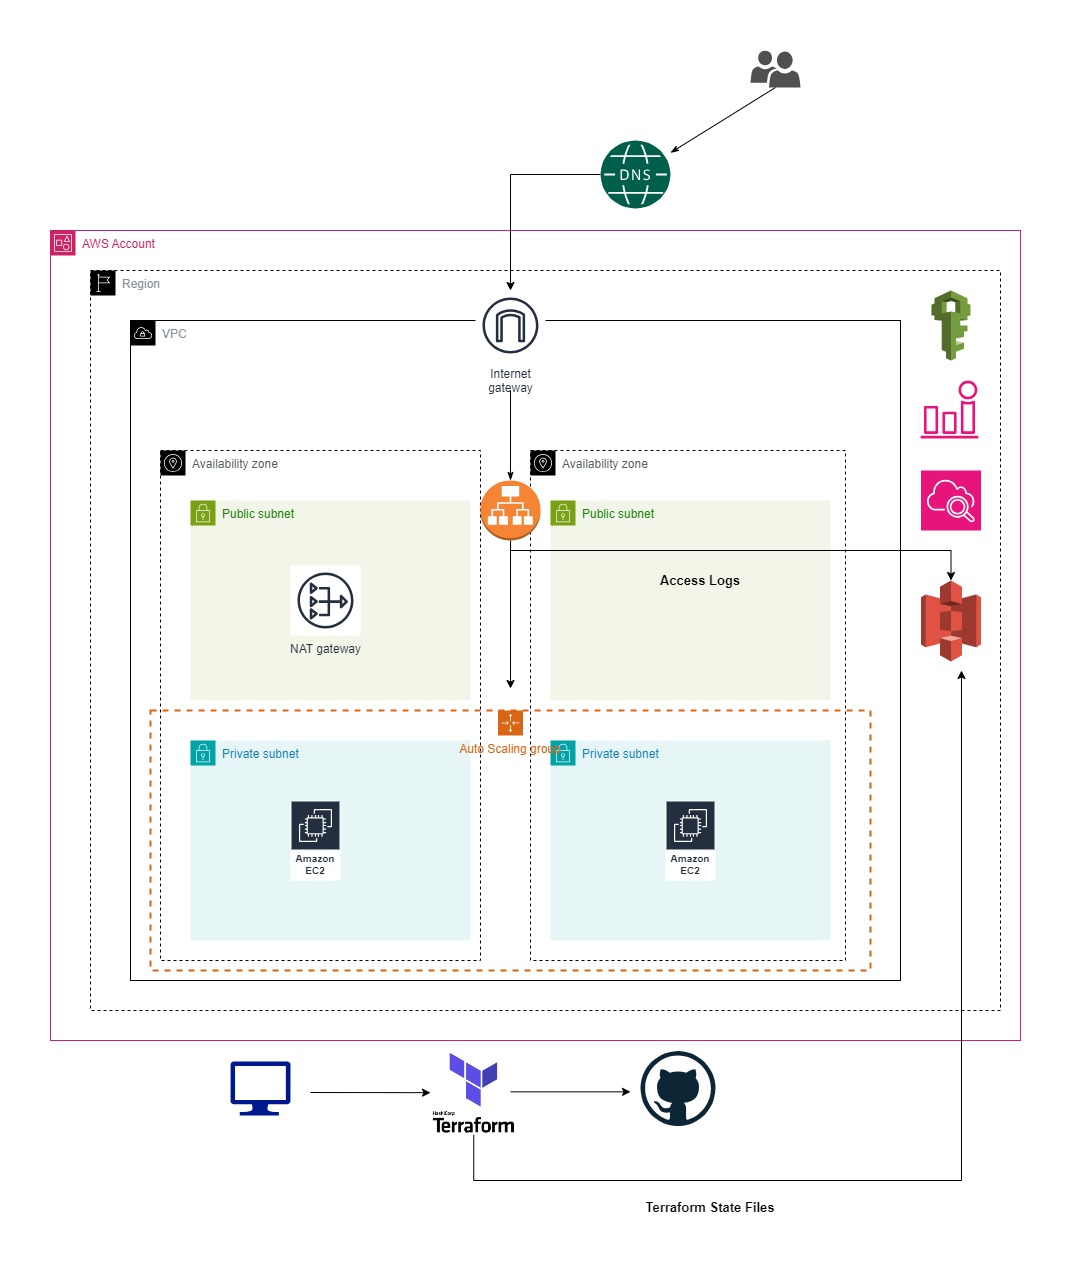 DNS
AWS Account
Region
VPC
Internet
gateway
Availability zone
Availability zone
Public subnet
Public subnet
Access Logs
NAT gateway
Auto Scaling group
Private subnet
Private subnet
Amazon
EC2
Amazon
EC2
HashiCorp
Terraform
Terraform State Files